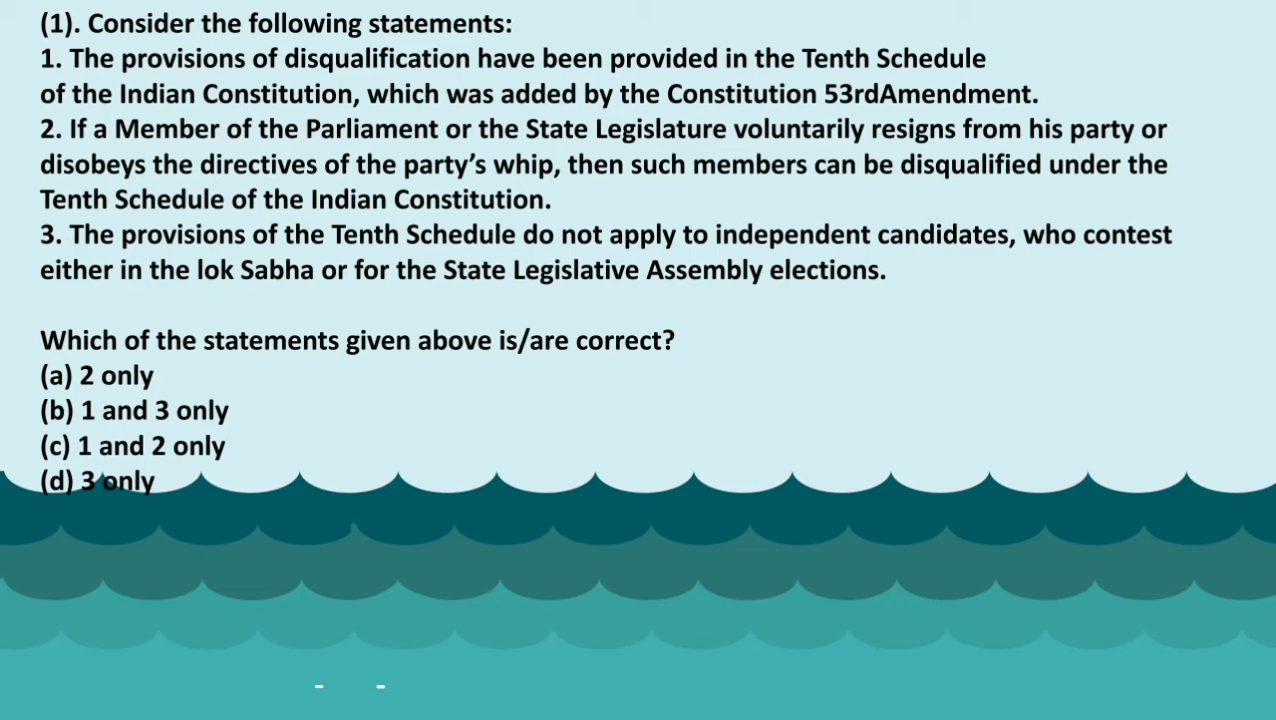 (1). Consider the following statements:
1. The provisions of disqualification have been provided in the Tenth Schedule
of the Indian Constitution, which was added by the Constitution 53rdAmendment.
2. If a Member of the Parliament or the State Legislature voluntarily resigns from his party or
disobeys the directives of the party’s whip, then such members can be disqualified under the
Tenth Schedule of the Indian Constitution.
3. The provisions of the Tenth Schedule do not apply to independent candidates, who contest
either in the lok Sabha or for the State Legislative Assembly elections.
Which of the statements given above is/are correct?
(a) 2 only
(b) 1 and 3 only
(c) 1 and 2 only
(d) 3 only
- -